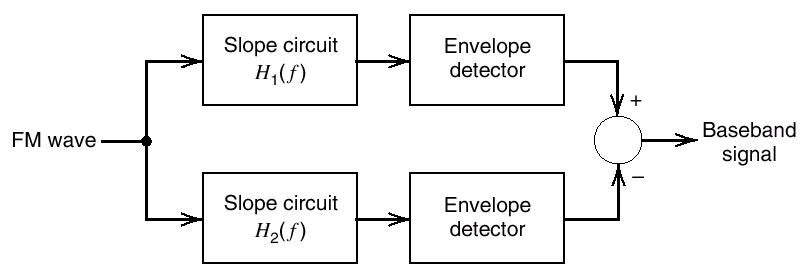 Slope circuit
H₁(f)
Envelope
detector
+
FM wave
Baseband
signal
−
Slope circuit
H₂(f)
Envelope
detector